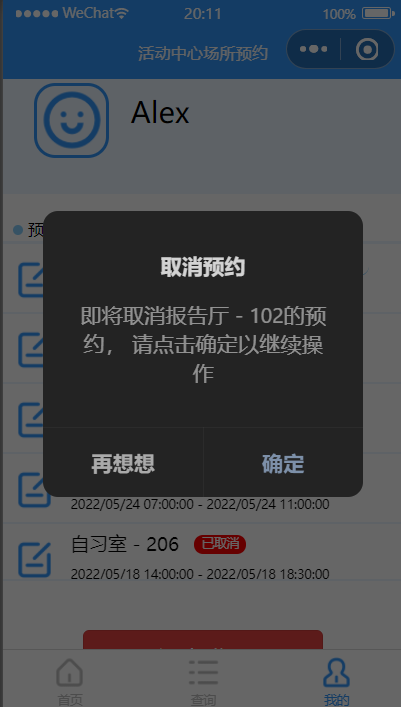 WeChat 20:11 100%
活动中心场所预约
Alex
预
取消预约
即将取消报告厅 - 102的预
约， 请点击确定以继续操
作
再想想 确定
2022/05/24 07:00:00 - 2022/05/24 11:00:00
自习室 - 206 已取消
2022/05/18 14:00:00 - 2022/05/18 18:30:00
首页 查询 我的